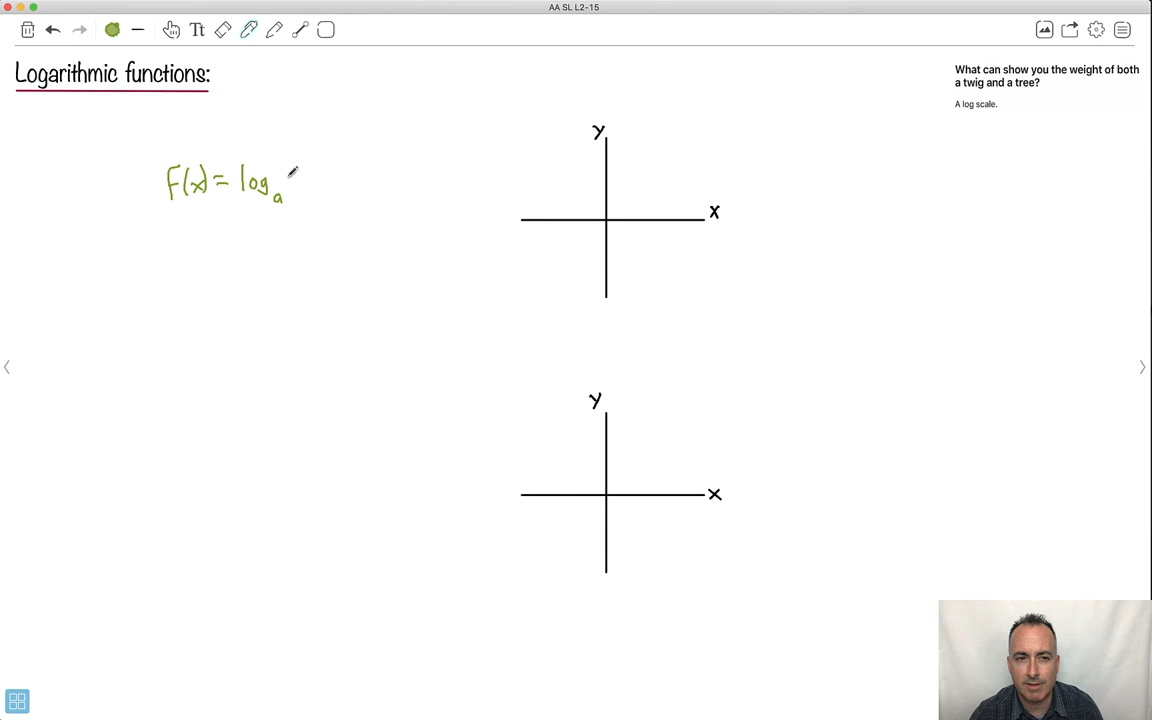 AA SL L2-15
Tt
Logarithmic functions:
What can show you the weight of both
a twig and a tree?
A log scale.
F(x) = log a
y
x
y
x